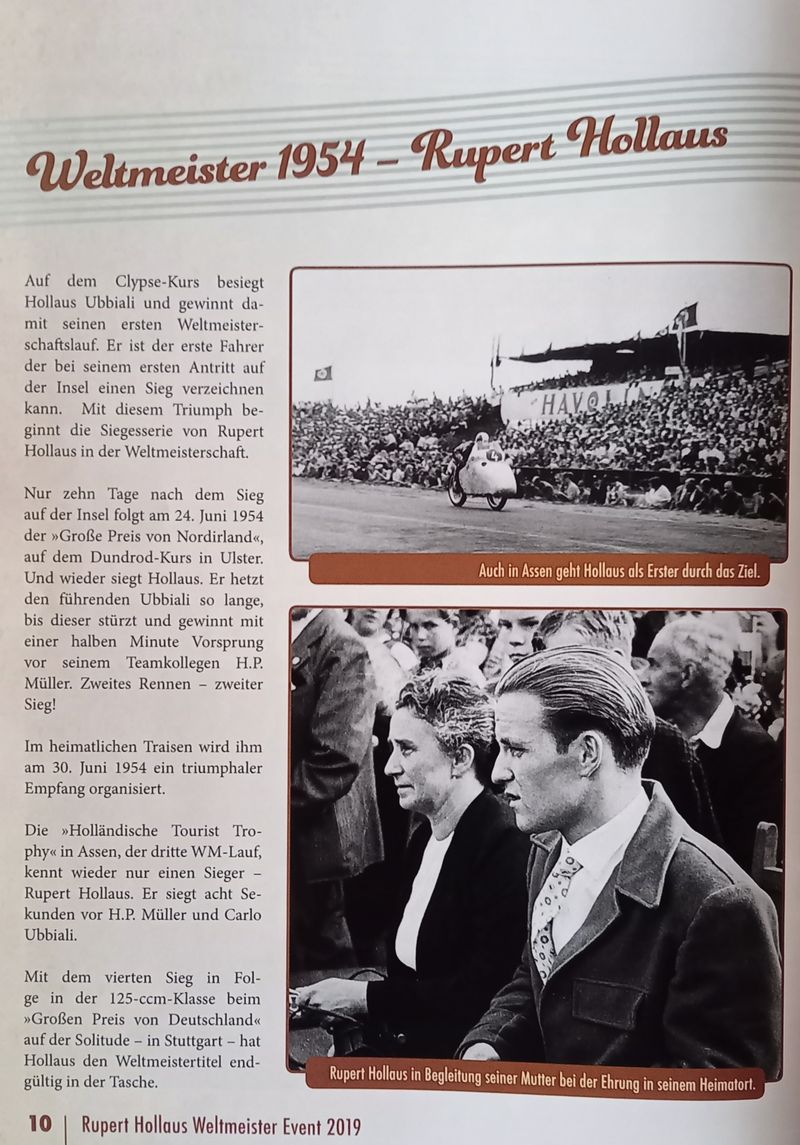 Weltmeister 1954 – Rupert Hollaus
Auf dem Clypse-Kurs besiegt
Hollaus Ubbiali und gewinnt da-
mit seinen ersten Weltmeister-
schaftslauf. Er ist der erste Fahrer
der bei seinem ersten Antritt auf
der Insel einen Sieg verzeichnen
kann. Mit diesem Triumph be-
ginnt die Siegesserie von Rupert
Hollaus in der Weltmeisterschaft.
Nur zehn Tage nach dem Sieg
auf der Insel folgt am 24. Juni 1954
der »Große Preis von Nordirland«,
auf dem Dundrod-Kurs in Ulster.
Und wieder siegt Hollaus. Er hetzt
den führenden Ubbiali so lange,
bis dieser stürzt und gewinnt mit
einer halben Minute Vorsprung
vor seinem Teamkollegen H.P.
Müller. Zweites Rennen – zweiter
Sieg!
Im heimatlichen Traisen wird ihm
am 30. Juni 1954 ein triumphaler
Empfang organisiert.
Die »Holländische Tourist Tro-
phy« in Assen, der dritte WM-Lauf,
kennt wieder nur einen Sieger –
Rupert Hollaus. Er siegt acht Se-
kunden vor H.P. Müller und Carlo
Ubbiali.
Mit dem vierten Sieg in Fol-
ge in der 125-ccm-Klasse beim
»Großen Preis von Deutschland«
auf der Solitude – in Stuttgart – hat
Hollaus den Weltmeistertitel end-
gültig in der Tasche.
HAVOLIN
4
Auch in Assen geht Hollaus als Erster durch das Ziel.
Rupert Hollaus in Begleitung seiner Mutter bei der Ehrung in seinem Heimatort.
10 | Rupert Hollaus Weltmeister Event 2019